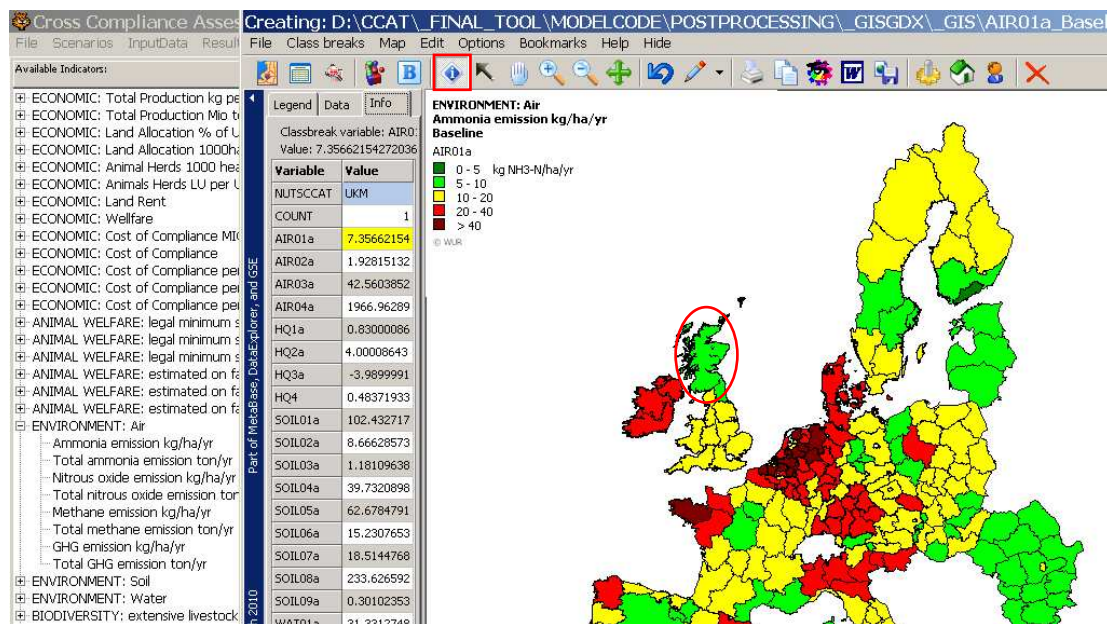 Cross Compliance Asses
File Scenarios InputData Result
Available Indicators:
ECONOMIC: Total Production kg pe
ECONOMIC: Total Production Mio t
ECONOMIC: Land Allocation % of U
ECONOMIC: Land Allocation 1000ha
ECONOMIC: Animal Herds 1000 hea
ECONOMIC: Animals Herds LU per U
ECONOMIC: Land Rent
ECONOMIC: Wellfare
ECONOMIC: Cost of Compliance MIO
ECONOMIC: Cost of Compliance
ECONOMIC: Cost of Compliance per
ECONOMIC: Cost of Compliance per
ECONOMIC: Cost of Compliance per
ANIMAL WELFARE: legal minimum s
ANIMAL WELFARE: legal minimum s
ANIMAL WELFARE: legal minimum s
ANIMAL WELFARE: estimated on fa
ANIMAL WELFARE: estimated on fa
ANIMAL WELFARE: estimated on fa
ENVIRONMENT: Air
Ammonia emission kg/ha/yr
Total ammonia emission ton/yr
Nitrous oxide emission kg/ha/yr
Total nitrous oxide emission ton
Methane emission kg/ha/yr
Total methane emission ton/yr
GHG emission kg/ha/yr
Total GHG emission ton/yr
ENVIRONMENT: Soil
ENVIRONMENT: Water
BIODIVERSITY: extensive livestock
Creating: D:\CCAT\_FINAL_TOOL\MODELCODE\POSTPROCESSING\_GISGDX\_GIS\AIR01a_Basel
File Class breaks Map Edit Options Bookmarks Help Hide
B W
Part of MetaBase, DataExplorer, and GSE
2010
Legend Data Info
Classbreak variable: AIR01
Value: 7.35662154272036
Variable Value
NUTSCCAT UKM
COUNT 1
AIR01a 7.35662154
AIR02a 1.92815132
AIR03a 42.5603852
AIR04a 1966.96289
HQ1a 0.83000086
HQ2a 4.00008643
HQ3a -3.9899991
HQ4 0.48371933
SOIL01a 102.432717
SOIL02a 8.66628573
SOIL03a 1.18109638
SOIL04a 39.7320898
SOIL05a 62.6784791
SOIL06a 15.2307653
SOIL07a 18.5144768
SOIL08a 233.626592
SOIL09a 0.30102353
WAT01a 31.3312748
ENVIRONMENT: Air
Ammonia emission kg/ha/yr
Baseline
AIR01a
0 - 5 kg NH3-N/ha/yr
5 - 10
10 - 20
20 - 40
> 40
© WUR